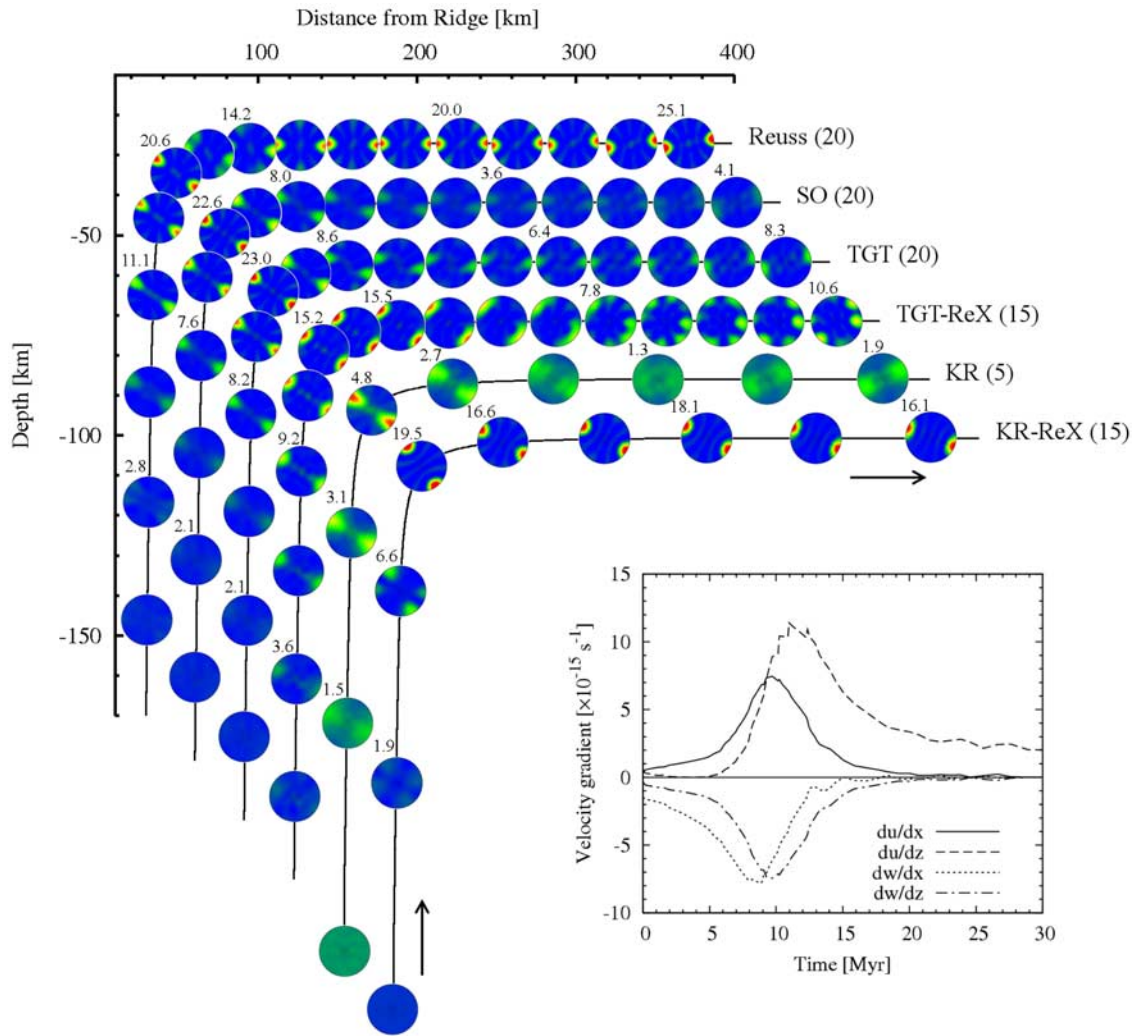 Distance from Ridge [km]
100 200 300 400
14.2 20.0 25.1
Reuss (20)
20.6
8.0 3.6 4.1
SO (20)
22.6
-50
8.6 6.4 8.3
TGT (20)
11.1
23.0
15.5 7.8 10.6
TGT-ReX (15)
7.6
15.2
2.7 1.3 1.9
KR (5)
4.8
8.2
16.6 18.1 16.1
KR-ReX (15)
-100
Depth [km]
19.5
9.2
2.8
3.1
2.1
6.6
2.1
-150
3.6
1.5
1.9
15
10
5
0
-5
-10
Velocity gradient [×10⁻¹⁵ s⁻¹]
du/dx
du/dz
dw/dx
dw/dz
0 5 10 15 20 25 30
Time [Myr]